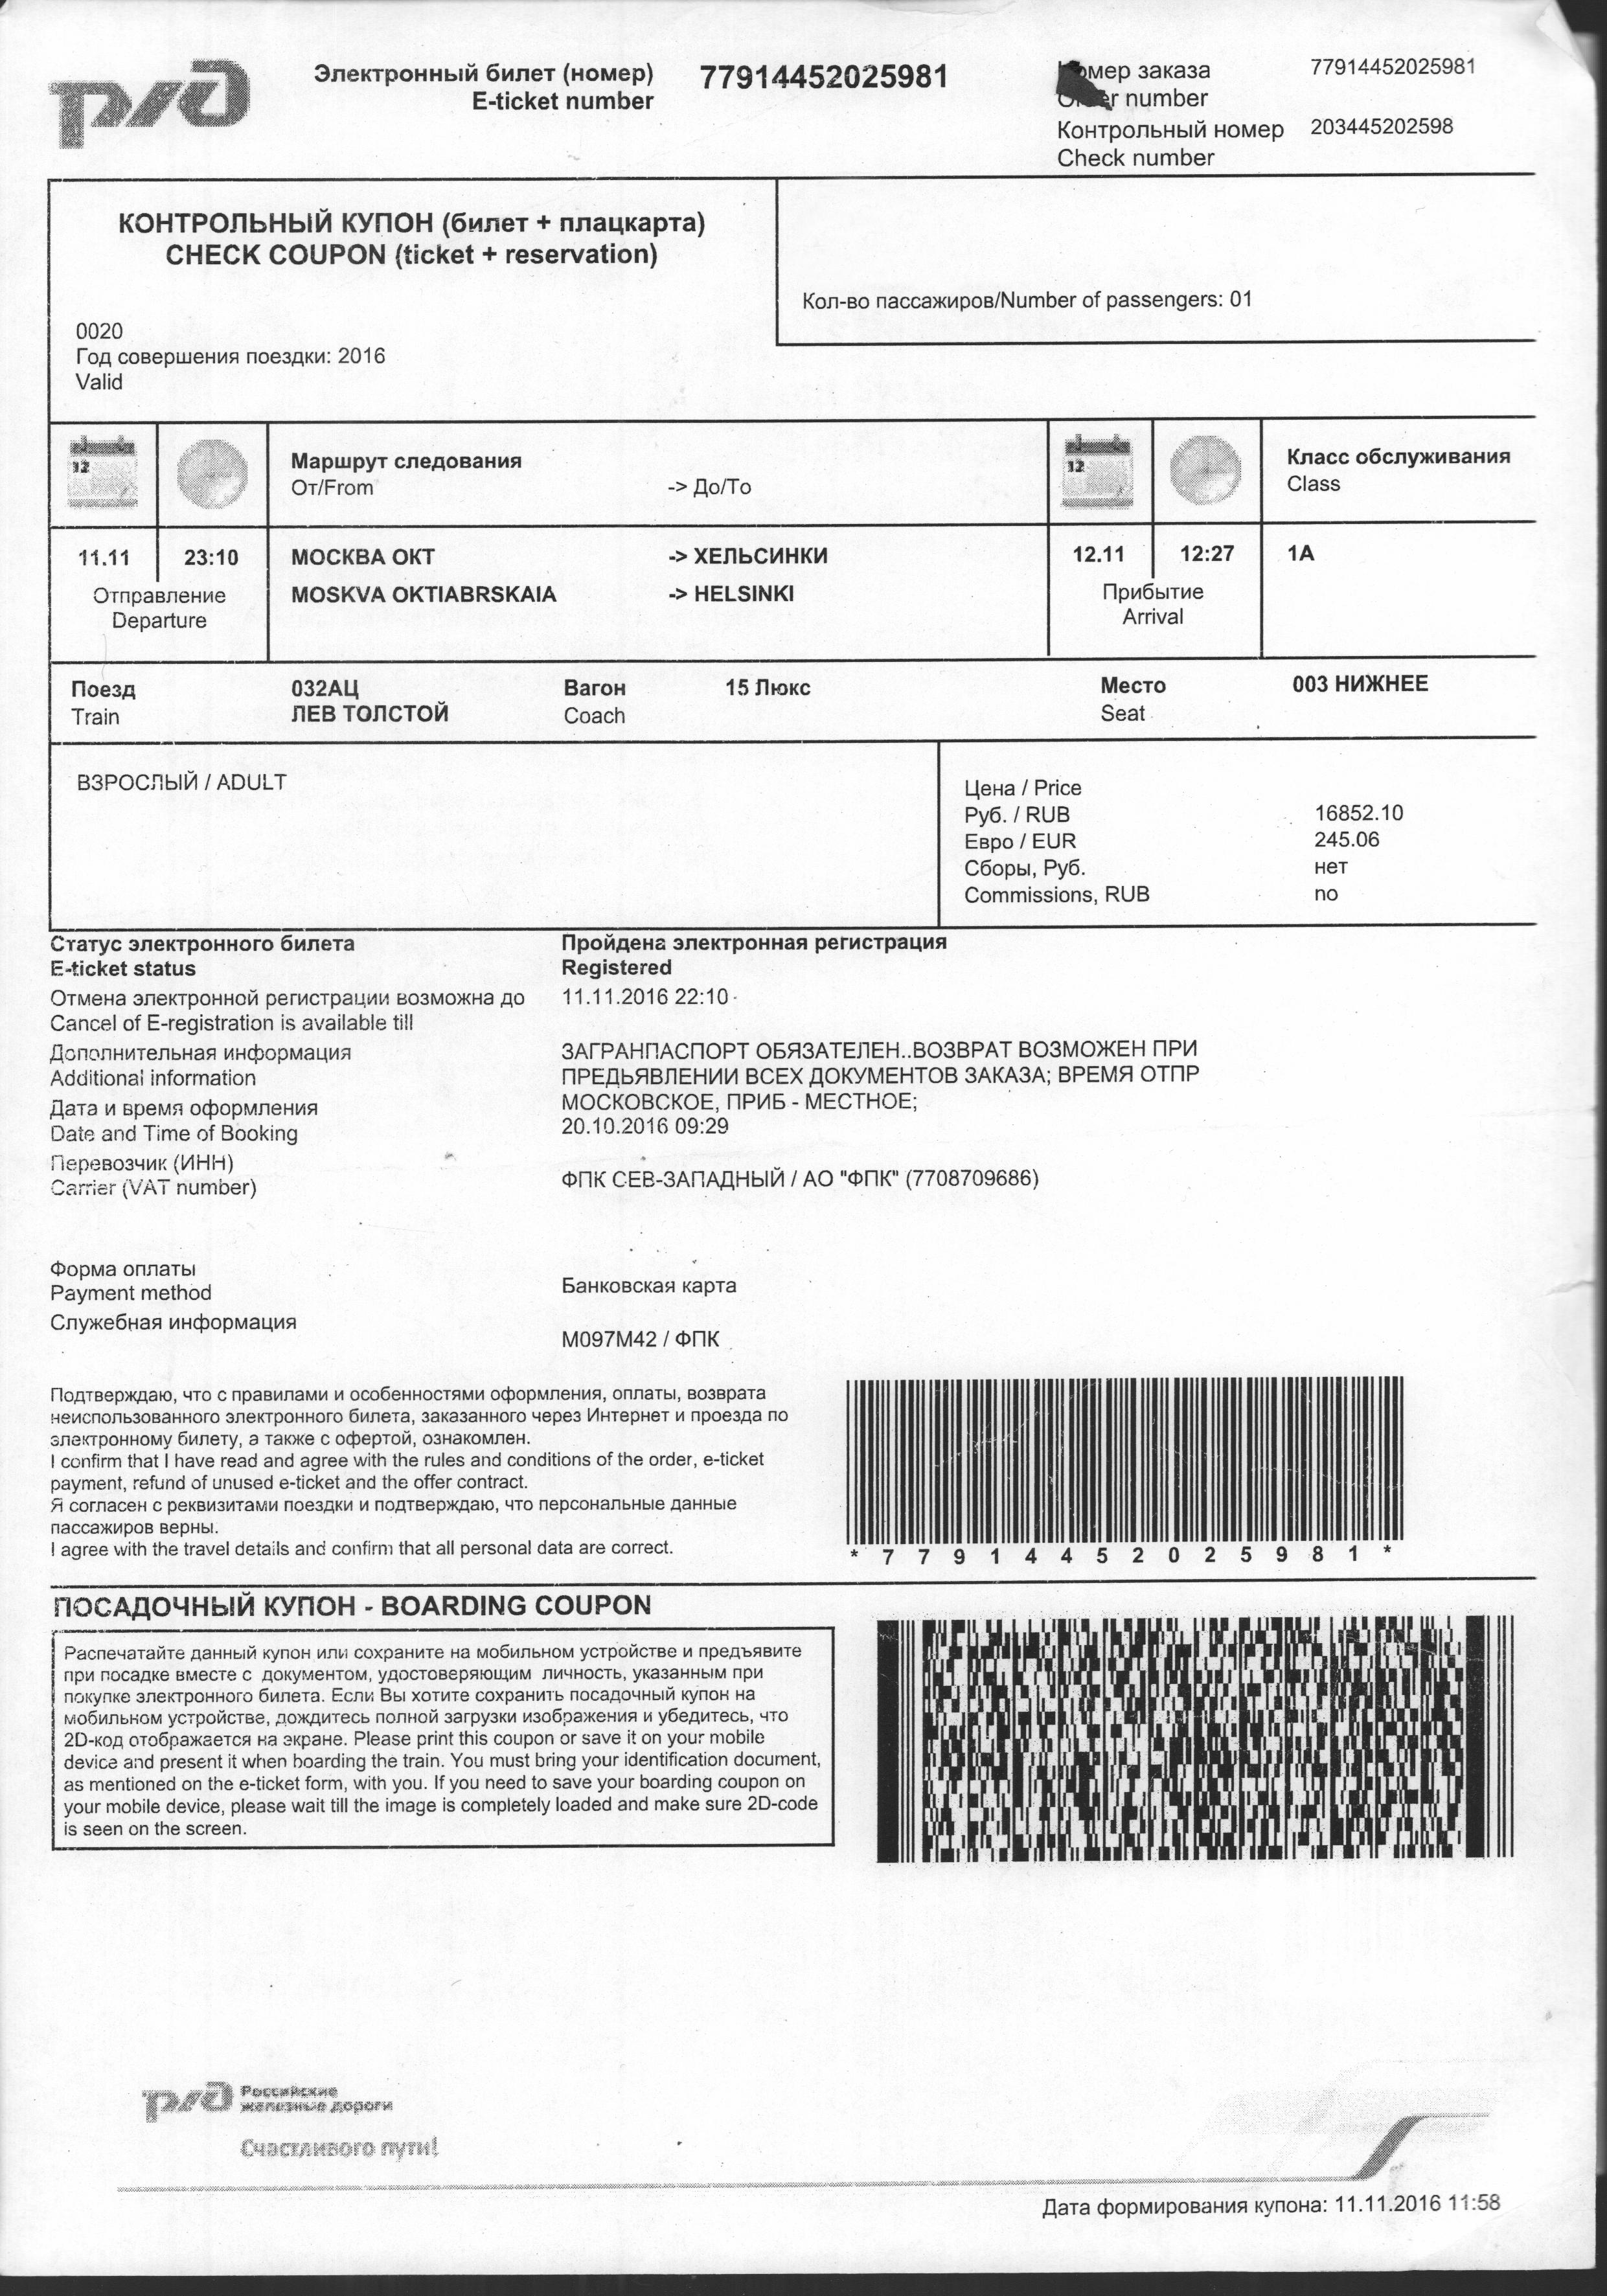 РЖД
Электронный билет (номер) 77914452025981
E-ticket number
Номер заказа 77914452025981
Order number
Контрольный номер 203445202598
Check number
КОНТРОЛЬНЫЙ КУПОН (билет + плацкарта)
CHECK COUPON (ticket + reservation)
Кол-во пассажиров/Number of passengers: 01
0020
Год совершения поездки: 2016
Valid
12
Маршрут следования
От/From -> До/To
12
Класс обслуживания
Class
11.11 23:10 МОСКВА ОКТ -> ХЕЛЬСИНКИ 12.11 12:27 1А
Отправление MOSKVA OKTIABRSKAIA -> HELSINKI Прибытие
Departure Arrival
Поезд 032АЦ Вагон 15 Люкс Место 003 НИЖНЕЕ
Train ЛЕВ ТОЛСТОЙ Coach Seat
ВЗРОСЛЫЙ / ADULT
Цена / Price
Руб. / RUB 16852.10
Евро / EUR 245.06
Сборы, Руб. нет
Commissions, RUB no
Статус электронного билета Пройдена электронная регистрация
E-ticket status Registered
Отмена электронной регистрации возможна до 11.11.2016 22:10
Cancel of E-registration is available till
Дополнительная информация ЗАГРАНПАСПОРТ ОБЯЗАТЕЛЕН..ВОЗВРАТ ВОЗМОЖЕН ПРИ
Additional information ПРЕДЬЯВЛЕНИИ ВСЕХ ДОКУМЕНТОВ ЗАКАЗА; ВРЕМЯ ОТПР
Дата и время оформления МОСКОВСКОЕ, ПРИБ - МЕСТНОЕ;
Date and Time of Booking 20.10.2016 09:29
Перевозчик (ИНН)
Carrier (VAT number) ФПК СЕВ-ЗАПАДНЫЙ / АО "ФПК" (7708709686)
Форма оплаты
Payment method Банковская карта
Служебная информация
М097М42 / ФПК
Подтверждаю, что с правилами и особенностями оформления, оплаты, возврата
неиспользованного электронного билета, заказанного через Интернет и проезда по
электронному билету, а также с офертой, ознакомлен.
I confirm that I have read and agree with the rules and conditions of the order, e-ticket
payment, refund of unused e-ticket and the offer contract.
Я согласен с реквизитами поездки и подтверждаю, что персональные данные
пассажиров верны.
I agree with the travel details and confirm that all personal data are correct.
* 7 7 9 1 4 4 5 2 0 2 5 9 8 1 *
ПОСАДОЧНЫЙ КУПОН - BOARDING COUPON
Распечатайте данный купон или сохраните на мобильном устройстве и предъявите
при посадке вместе с документом, удостоверяющим личность, указанным при
покупке электронного билета. Если Вы хотите сохранить посадочный купон на
мобильном устройстве, дождитесь полной загрузки изображения и убедитесь, что
2D-код отображается на экране. Please print this coupon or save it on your mobile
device and present it when boarding the train. You must bring your identification document,
as mentioned on the e-ticket form, with you. If you need to save your boarding coupon on
your mobile device, please wait till the image is completely loaded and make sure 2D-code
is seen on the screen.
РЖД Российские
железные дороги
Счастливого пути!
Дата формирования купона: 11.11.2016 11:58